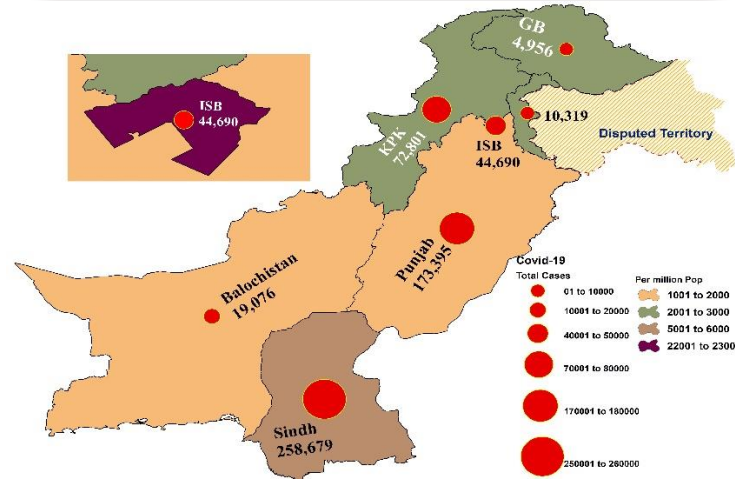 GB
4,956
ISB
44,690
10,319
Disputed Territory
KPK
72,801
ISB
44,690
Punjab
173,395
Balochistan
19,076
Sindh
258,679
Covid-19
Total Cases
01 to 10000
10001 to 20000
40001 to 50000
70001 to 80000
170001 to 180000
250001 to 260000
Per million Pop
1001 to 2000
2001 to 3000
5001 to 6000
22001 to 2300